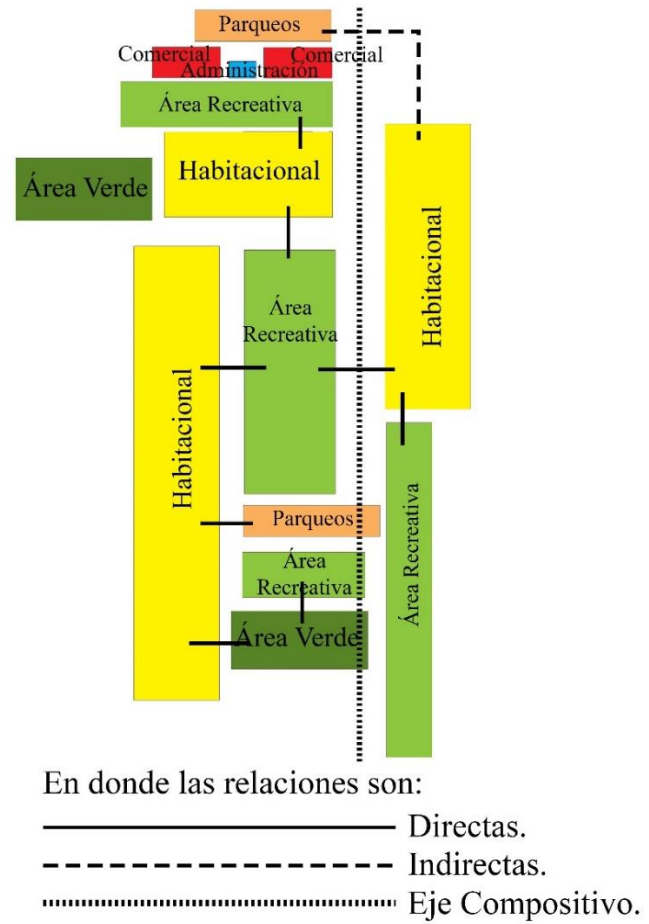 Parqueos
Comercial
Comercial
Administración
Área Recreativa
Habitacional
Área Verde
Habitacional
Área
Recreativa
Habitacional
Parqueos
Área
Recreativa
Área Recreativa
Área Verde
En donde las relaciones son:
Directas.
Indirectas.
Eje Compositivo.